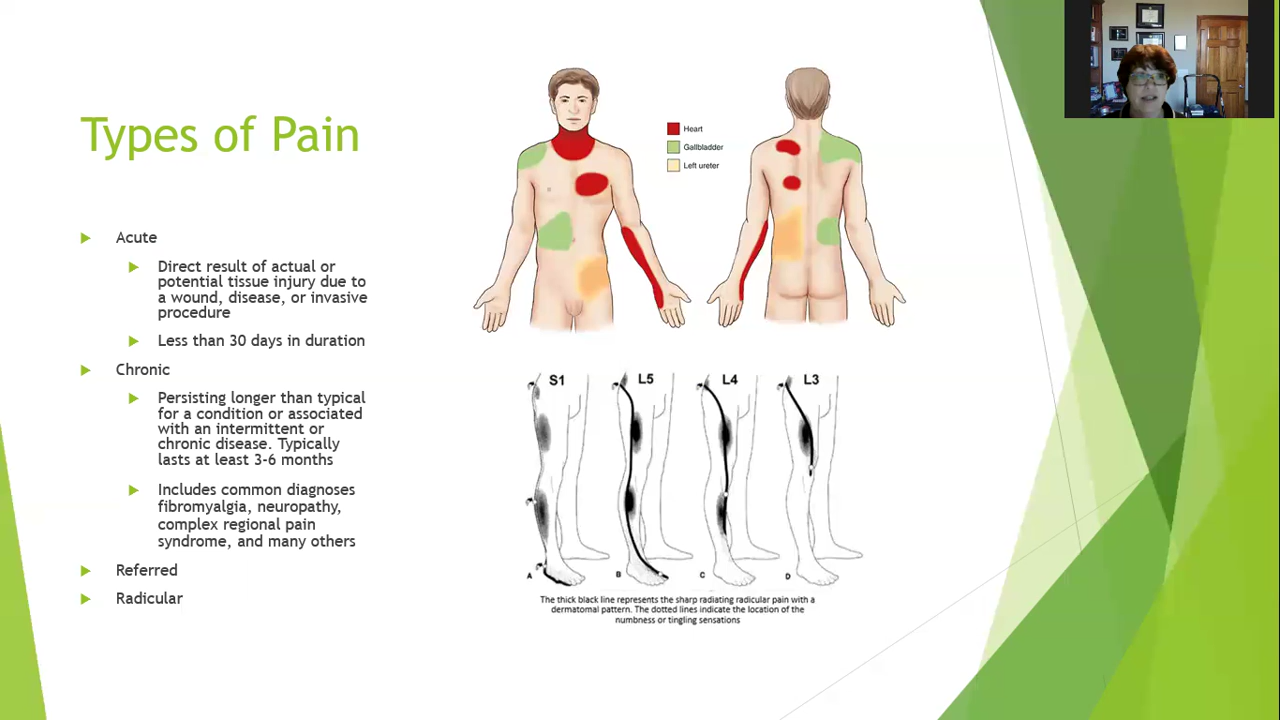 Types of Pain
Acute
Direct result of actual or
potential tissue injury due to
a wound, disease, or invasive
procedure
Less than 30 days in duration
Chronic
Persisting longer than typical
for a condition or associated
with an intermittent or
chronic disease. Typically
lasts at least 3-6 months
Includes common diagnoses
fibromyalgia, neuropathy,
complex regional pain
syndrome, and many others
Referred
Radicular
Heart
Gallbladder
Left ureter
S1 L5 L4 L3
A B C D
The thick black line represents the sharp radiating radicular pain with a
dermatomal pattern. The dotted lines indicate the location of the
numbness or tingling sensations